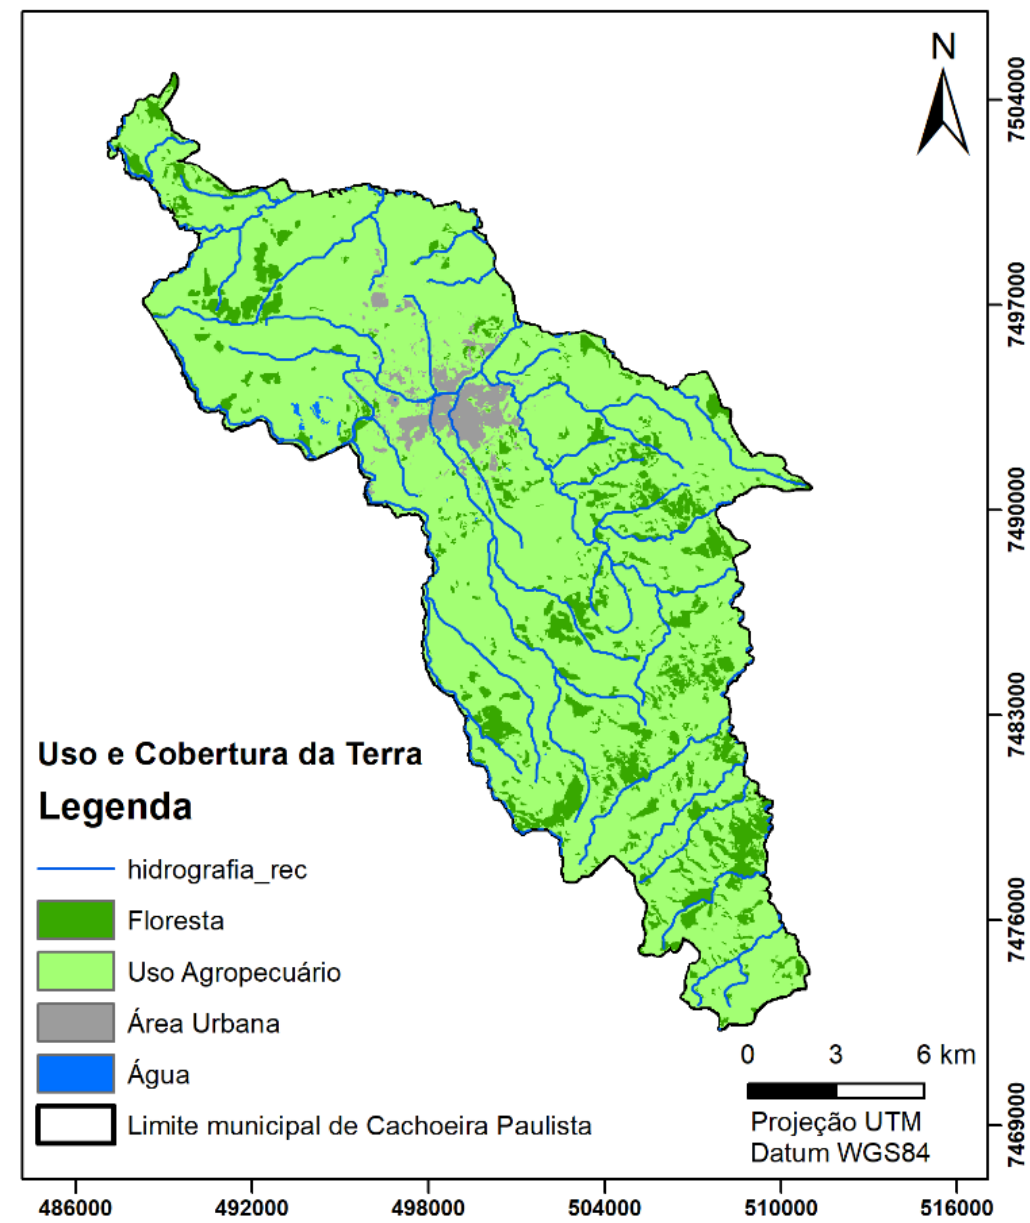 N
7504000
7497000
7490000
7483000
7476000
7469000
Uso e Cobertura da Terra
Legenda
hidrografia_rec
Floresta
Uso Agropecuário
Área Urbana
Água
Limite municipal de Cachoeira Paulista
0 3 6 km
Projeção UTM
Datum WGS84
486000 492000 498000 504000 510000 516000